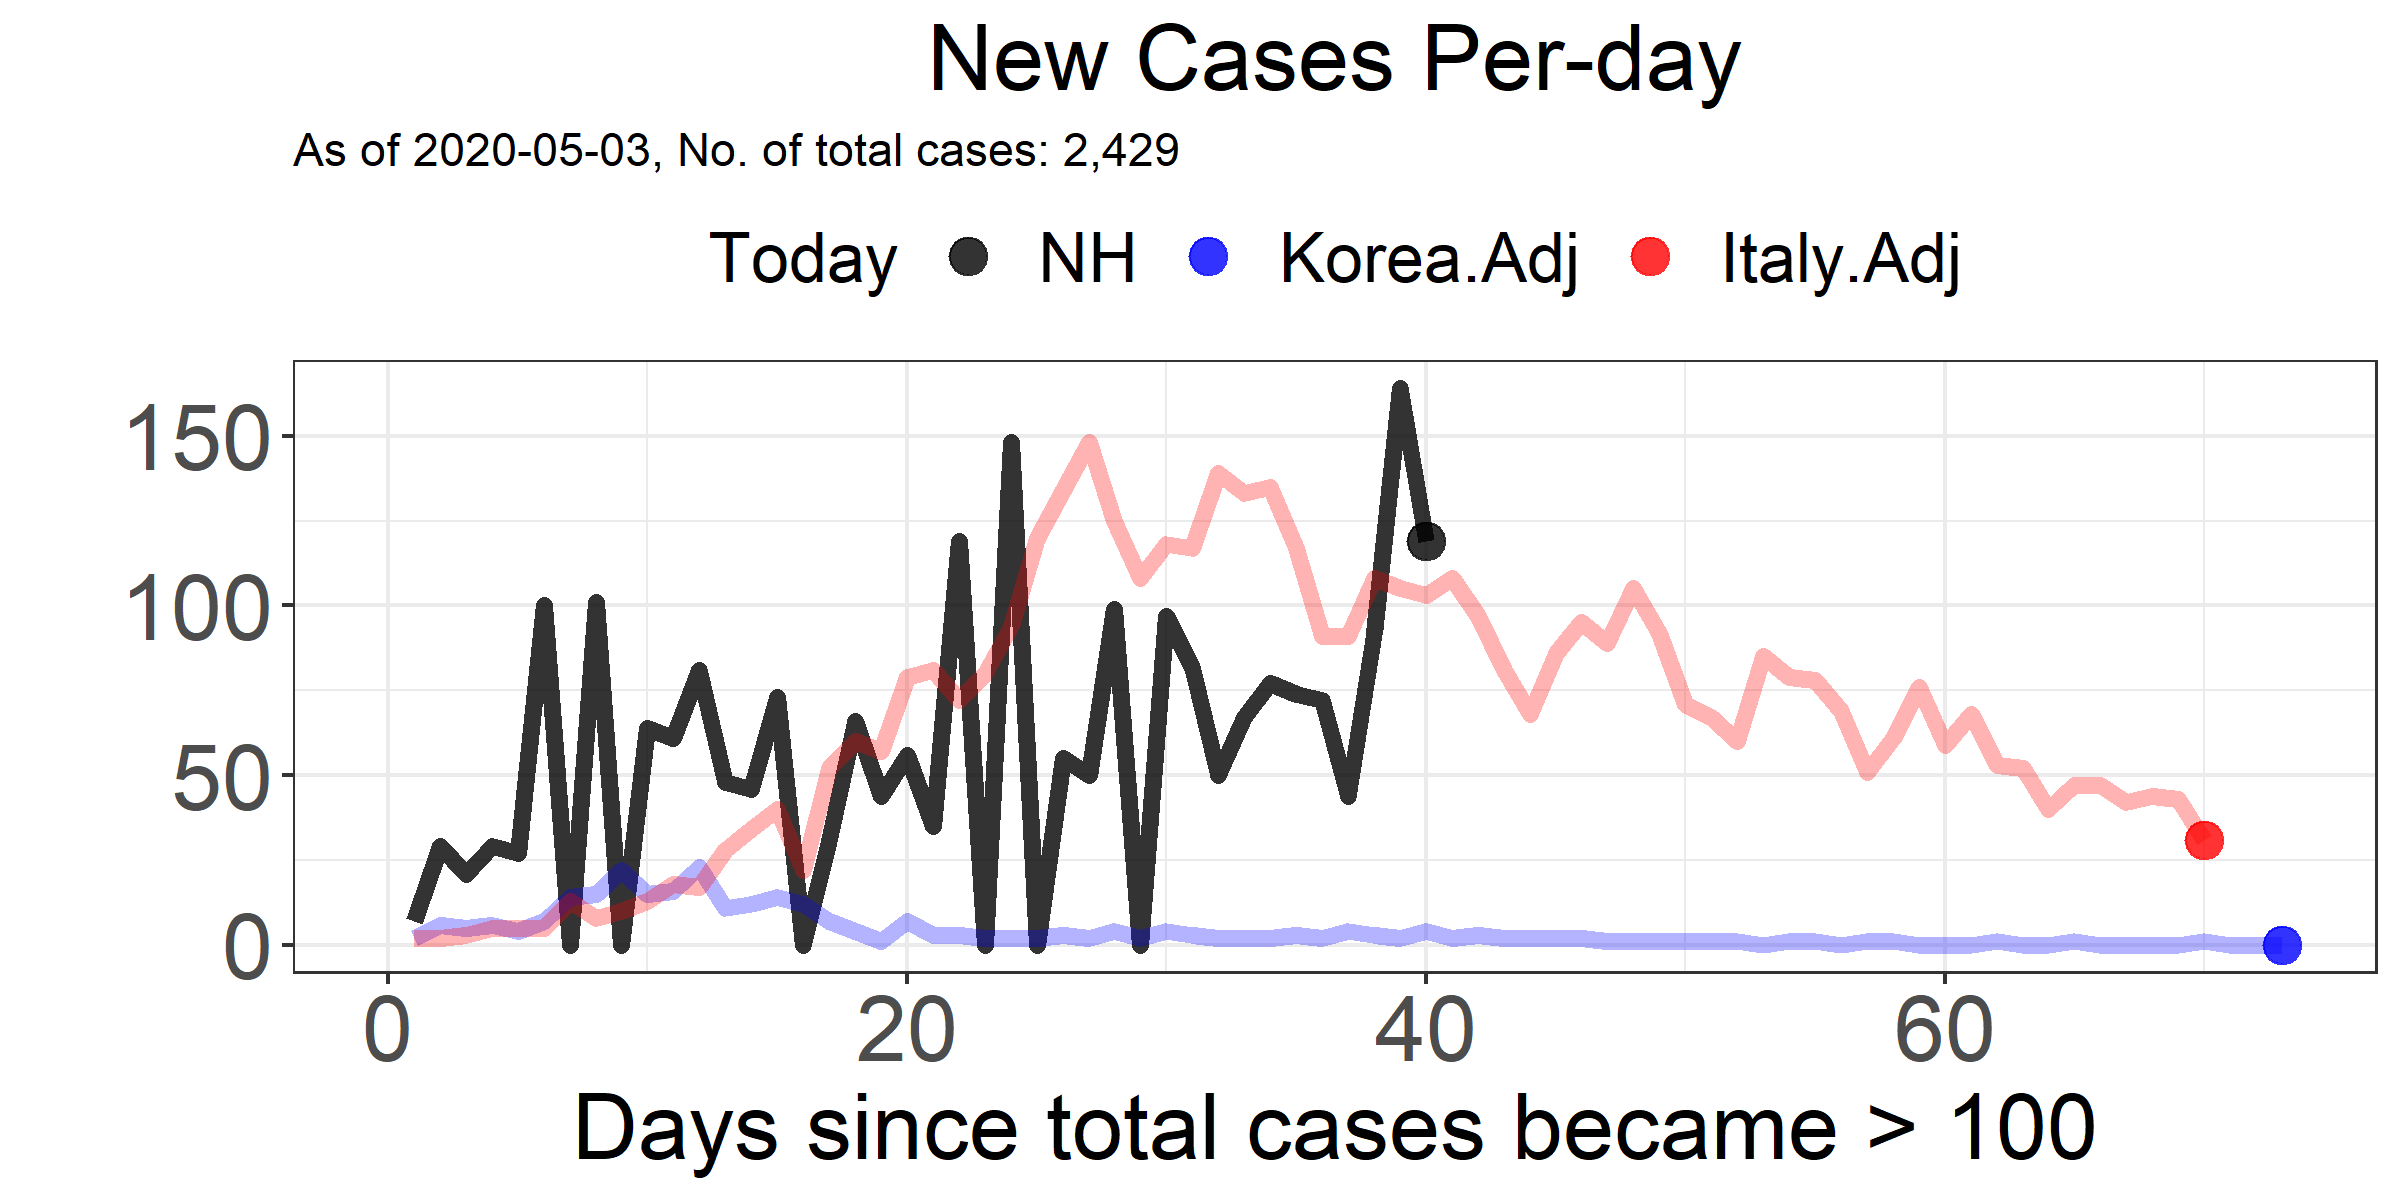 New Cases Per-day
As of 2020-05-03, No. of total cases: 2,429
Today NH Korea.Adj Italy.Adj
150
100
50
0
0 20 40 60
Days since total cases became > 100